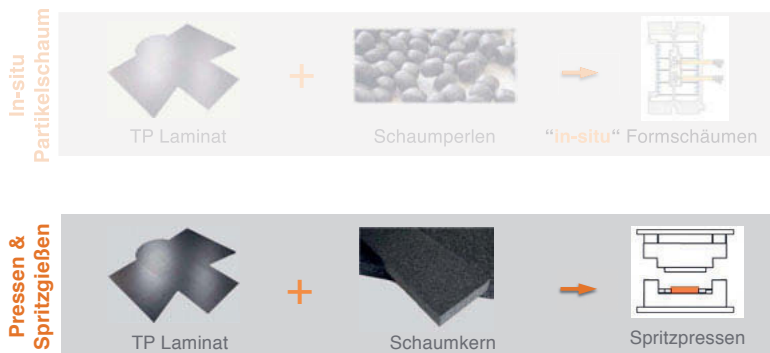 In-situ
Partikelschaum
TP Laminat
Schaumperlen
“In-situ“ Formschäumen
Pressen &
Spritzgießen
TP Laminat
Schaumkern
Spritzpressen